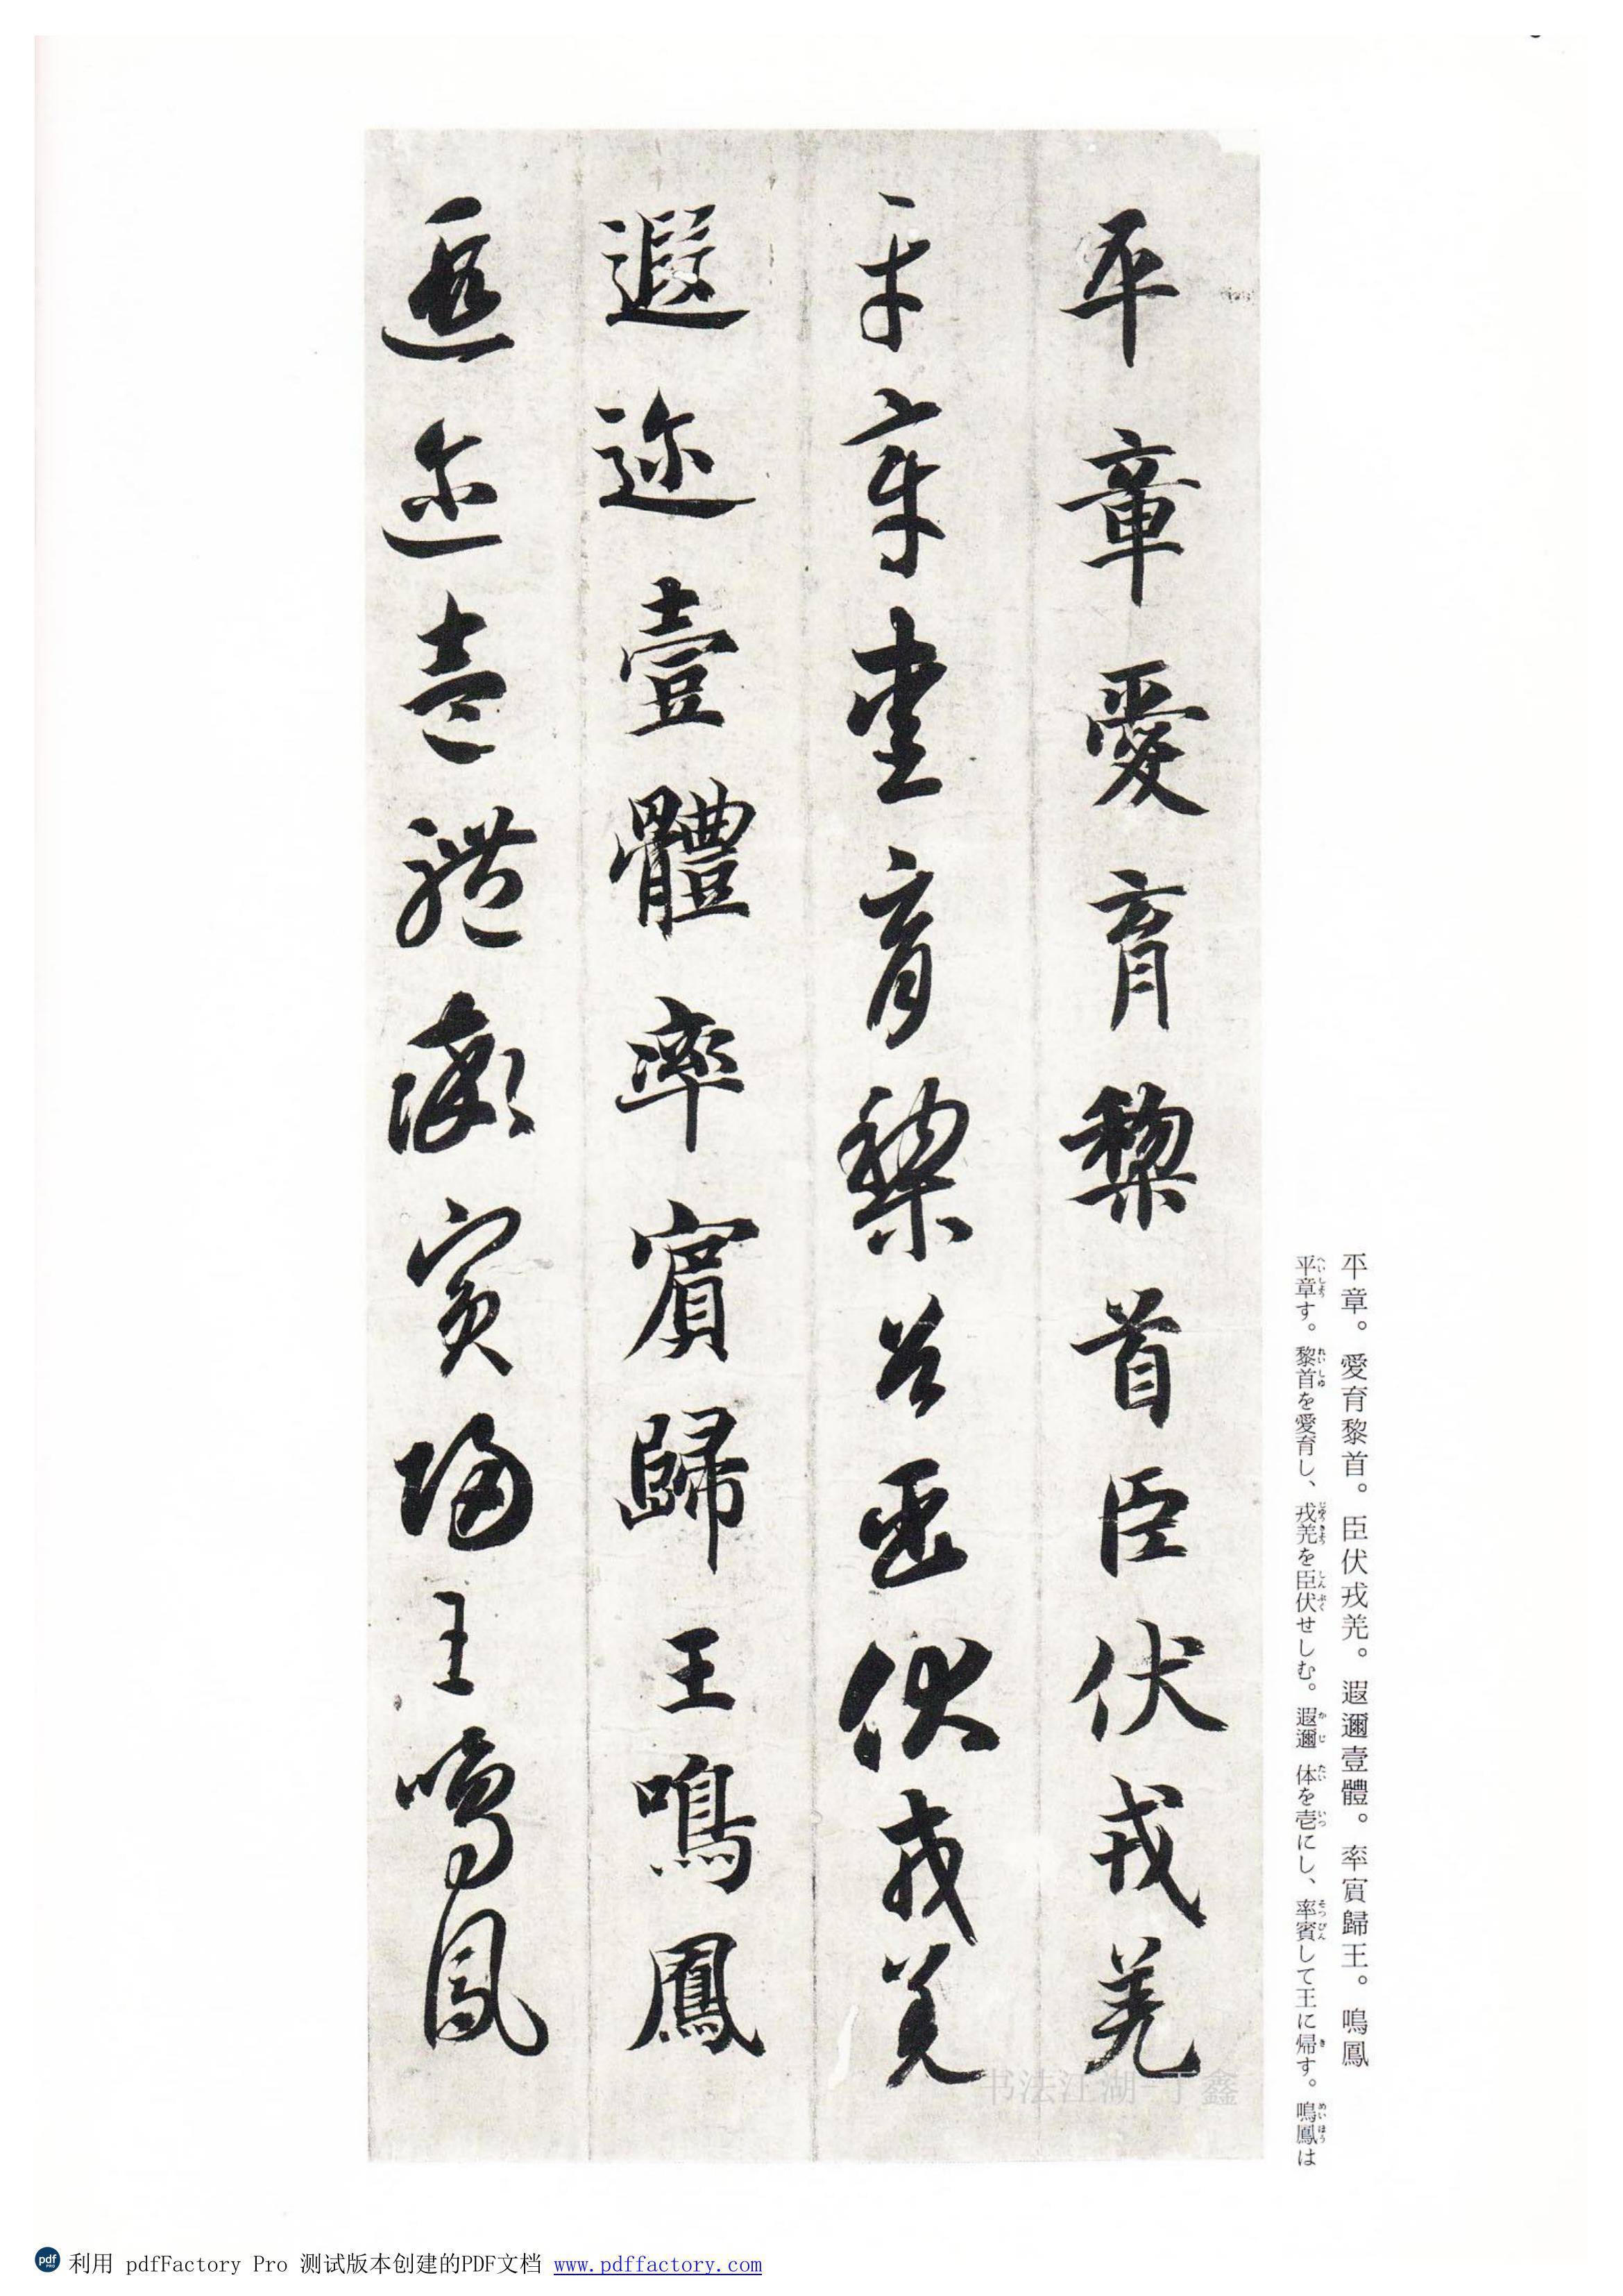 平章。愛育黎首。臣伏戎羌。遐邇壹體。率賓歸王。鳴鳳
平章す。黎首を愛育し、戎羌を臣伏せしむ。遐邇 体を壱にし、率賓して王に帰す。鳴鳳は
平章愛育黎首臣伏戎羌
平章愛育黎首臣伏戎羌
遐迩壹體率賓歸王鳴鳳
遐迩壹體率賓歸王鳴鳳
书法江湖-丁鑫
利用 pdfFactory Pro 测试版本创建的PDF文档 www.pdffactory.com